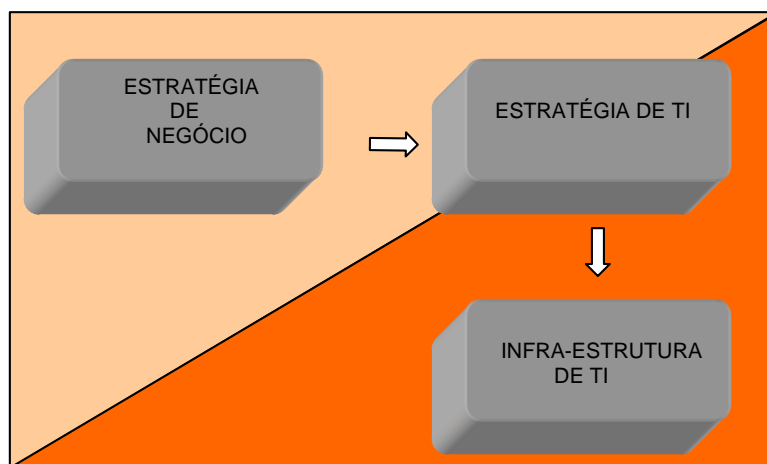 ESTRATÉGIA
DE
NEGÓCIO
ESTRATÉGIA DE TI
INFRA-ESTRUTURA
DE TI